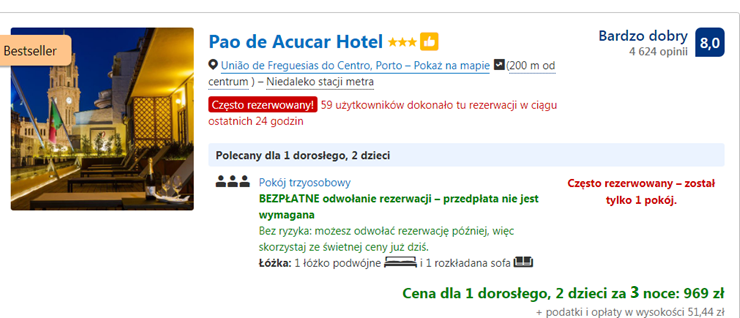 Bestseller
Pao de Acucar Hotel
Bardzo dobry
4 624 opinii
8,0
União de Freguesias do Centro, Porto – Pokaż na mapie (200 m od
centrum ) – Niedaleko stacji metra
Często rezerwowany! 59 użytkowników dokonało tu rezerwacji w ciągu
ostatnich 24 godzin
Polecany dla 1 dorosłego, 2 dzieci
Pokój trzyosobowy
BEZPŁATNE odwołanie rezerwacji – przedpłata nie jest
wymagana
Bez ryzyka: możesz odwołać rezerwację później, więc
skorzystaj ze świetnej ceny już dziś.
Łóżka: 1 łóżko podwójne i 1 rozkładana sofa
Często rezerwowany – został
tylko 1 pokój.
Cena dla 1 dorosłego, 2 dzieci za 3 noce: 969 zł
+ podatki i opłaty w wysokości 51,44 zł